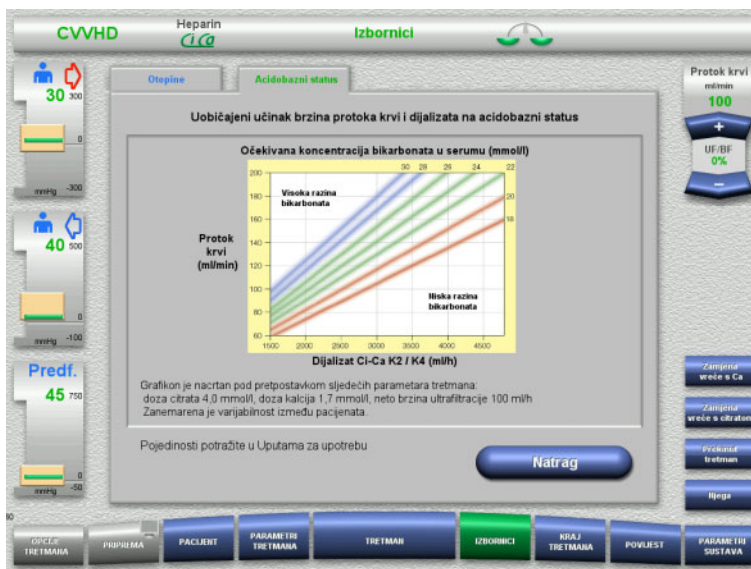 CVVHD
Heparin
CiCa
Izbornici
30
300
0
mmHg
-300
40
500
0
mmHg
-100
Predf.
45
750
0
mmHg
-50
Otopine
Acidobazni status
Uobičajeni učinak brzina protoka krvi i dijalizata na acidobazni status
Očekivana koncentracija bikarbonata u serumu (mmol/l)
30 28 26 24 22
20
18
Visoka razina
bikarbonata
Niska razina
bikarbonata
Protok
krvi
(ml/min)
200
180
160
140
120
100
80
60
1500 2000 2500 3000 3500 4000 4500
Dijalizat Ci-Ca K2 / K4 (ml/h)
Grafikon je nacrtan pod pretpostavkom sljedećih parametara tretmana:
doza citrata 4,0 mmol/l, doza kalcija 1,7 mmol/l, neto brzina ultrafiltracije 100 ml/h
Zanemarena je varijabilnost između pacijenata.
Pojedinosti potražite u Uputama za upotrebu
Natrag
Protok krvi
ml/min
100
+
UF/BF
0%
−
Zamjena
vreće s Ca
Zamjena
vreće s citratom
Prekinut
tretman
Njega
OPCIJE
TRETMANA
PRIPREMA
PACIJENT
PARAMETRI
TRETMANA
TRETMAN
IZBORNICI
KRAJ
TRETMANA
POVIJEST
PARAMETRI
SUSTAVA